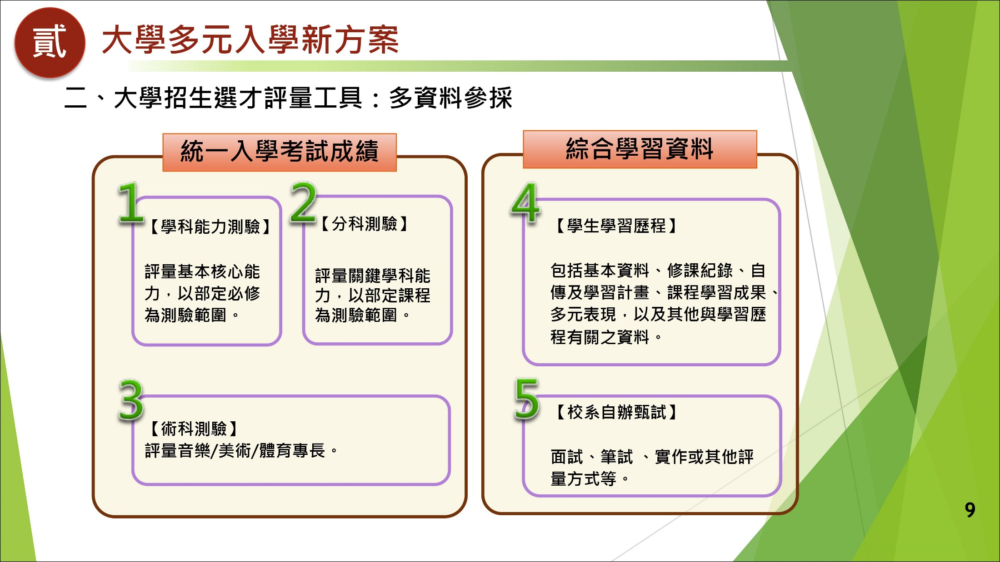 貳
大學多元入學新方案
二、大學招生選才評量工具：多資料參採
統一入學考試成績
1
【學科能力測驗】
評量基本核心能
力，以部定必修
為測驗範圍。
2
【分科測驗】
評量關鍵學科能
力，以部定課程
為測驗範圍。
3
【術科測驗】
評量音樂/美術/體育專長。
綜合學習資料
4
【學生學習歷程】
包括基本資料、修課紀錄、自
傳及學習計畫、課程學習成果、
多元表現，以及其他與學習歷
程有關之資料。
5
【校系自辦甄試】
面試、筆試 、實作或其他評
量方式等。
9